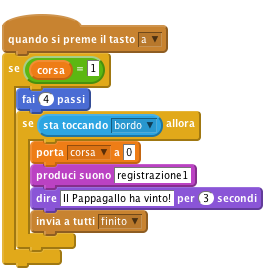 quando si preme il tasto a
se corsa = 1
fai 4 passi
se sta toccando bordo allora
porta corsa a 0
produci suono registrazione1
dire Il Pappagallo ha vinto! per 3 secondi
invia a tutti finito